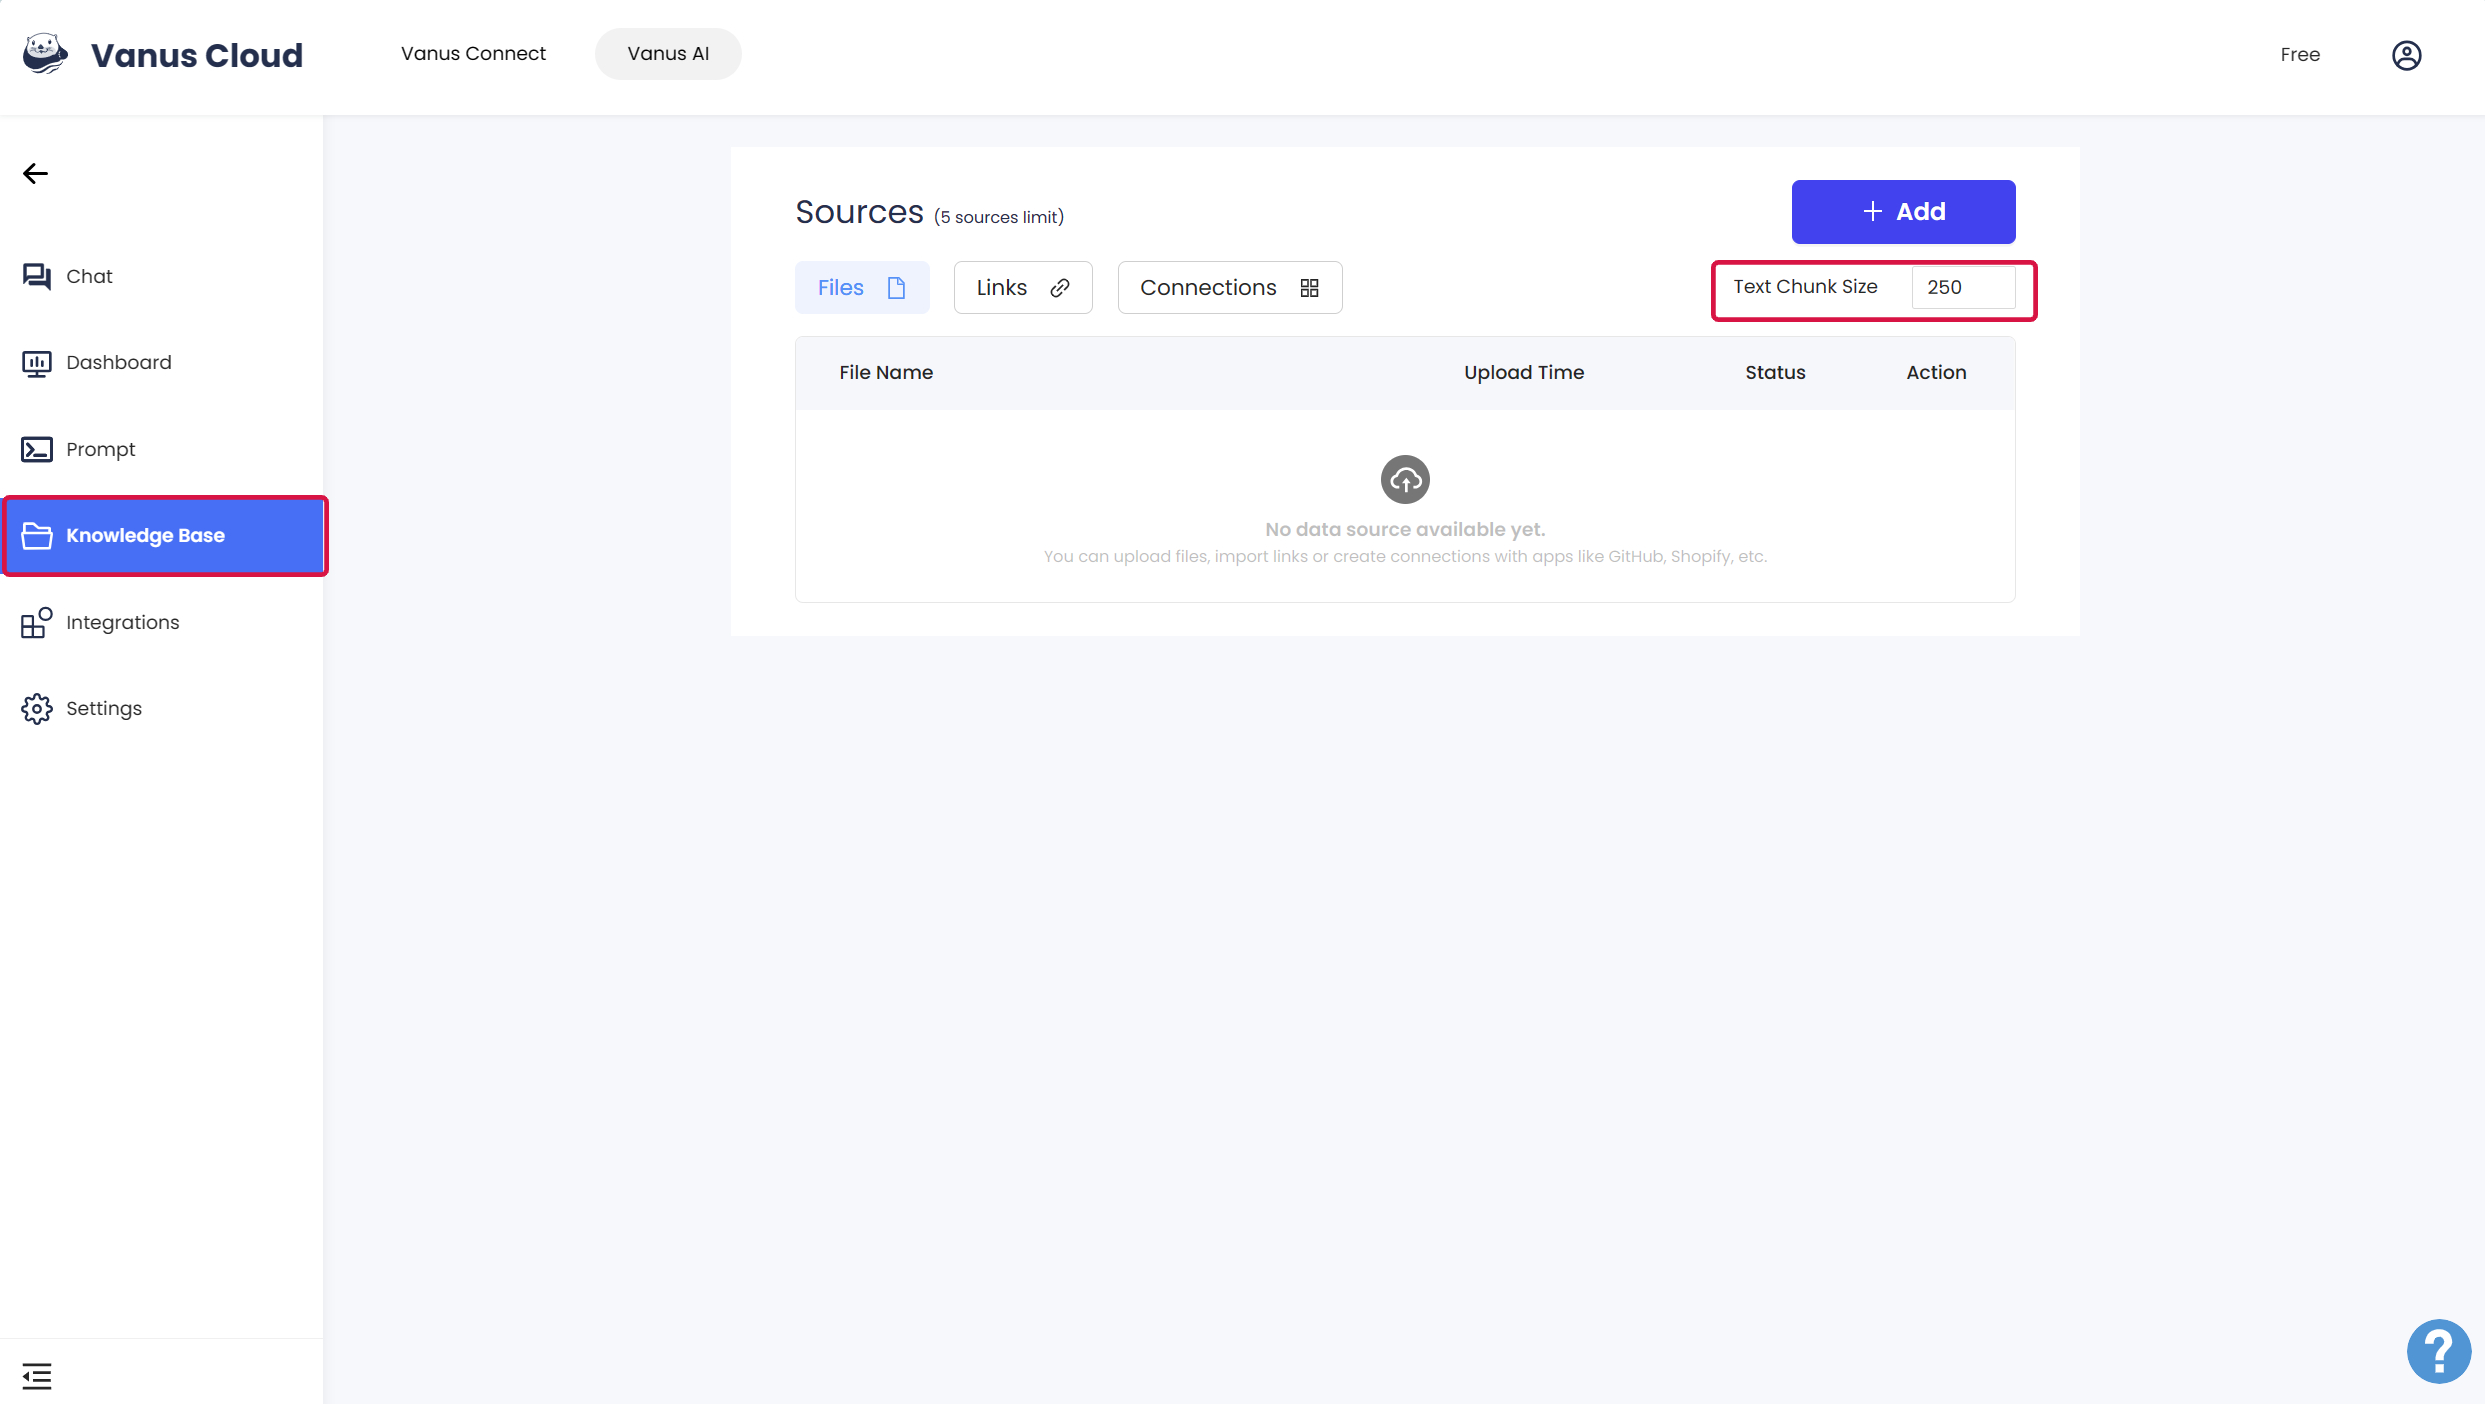 Vanus Cloud
Vanus Connect
Vanus AI
Free
Chat
Dashboard
Prompt
Knowledge Base
Integrations
Settings
Sources (5 sources limit)
+ Add
Files
Links
Connections
Text Chunk Size 250
File Name Upload Time Status Action
No data source available yet.
You can upload files, import links or create connections with apps like GitHub, Shopify, etc.
?